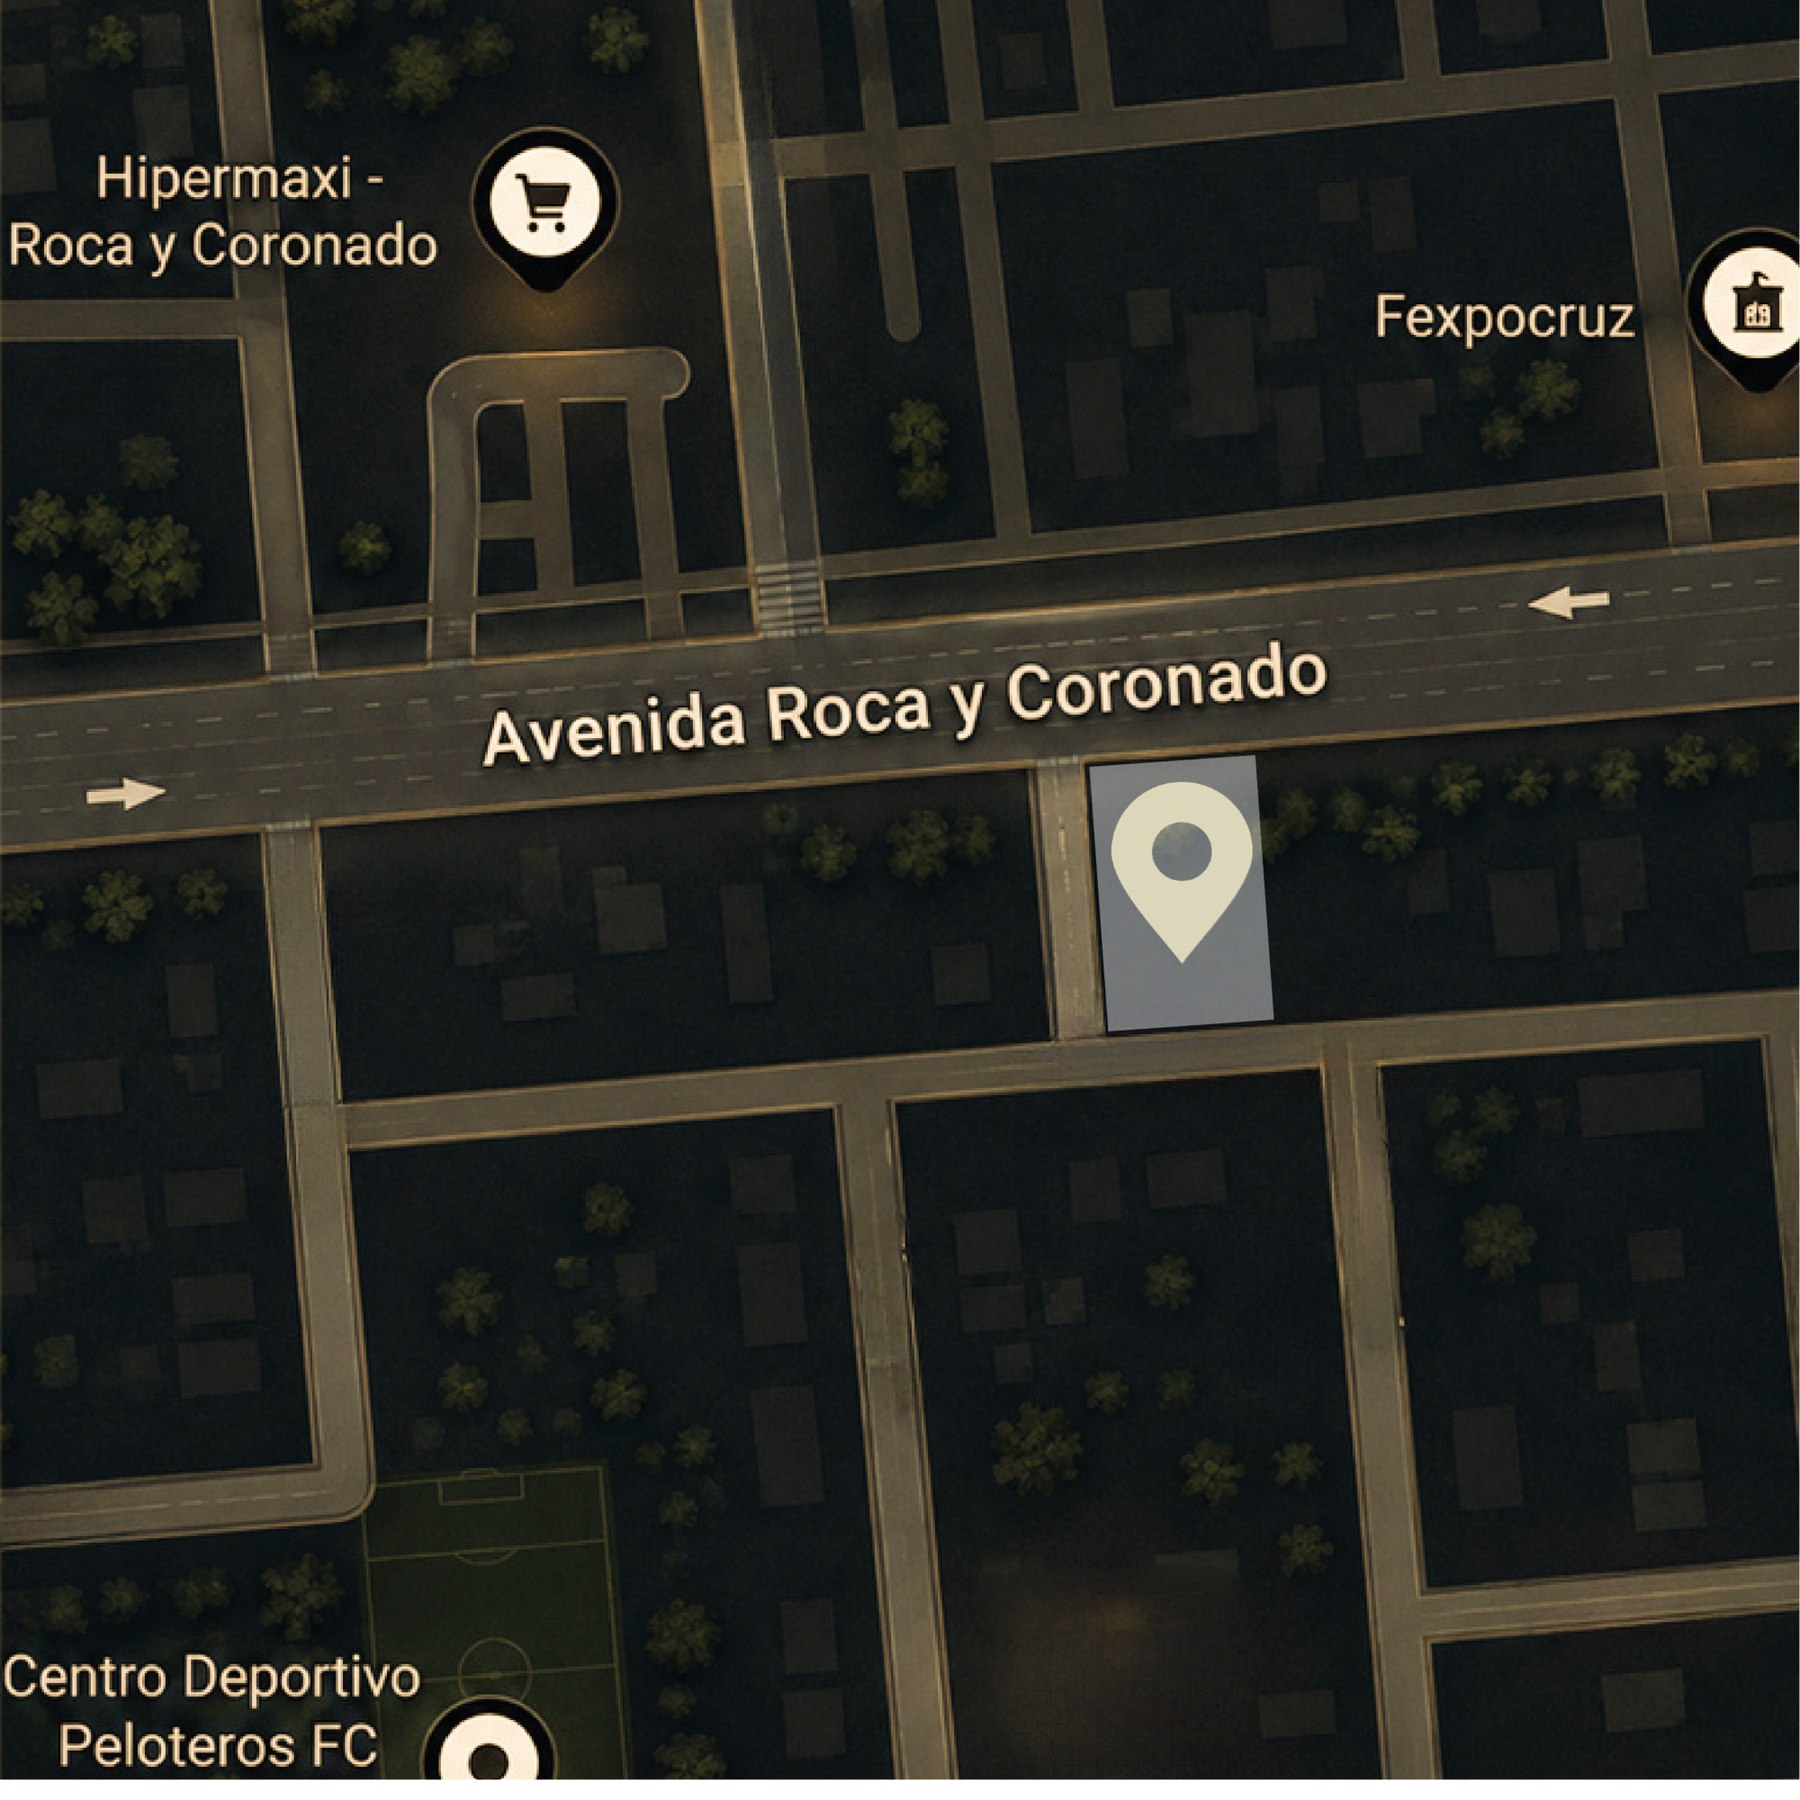 Hipermaxi -
Roca y Coronado
Fexpocruz
Avenida Roca y Coronado
Centro Deportivo
Peloteros FC